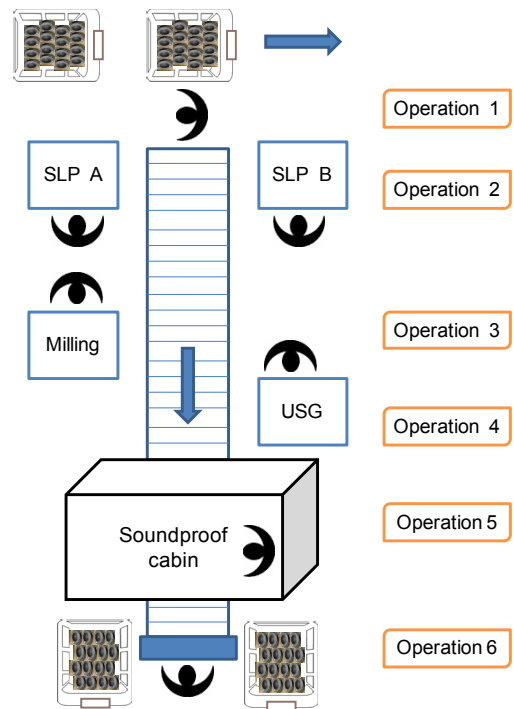 Operation 1
SLP A
SLP B
Operation 2
Milling
Operation 3
USG
Operation 4
Soundproof
cabin
Operation 5
Operation 6